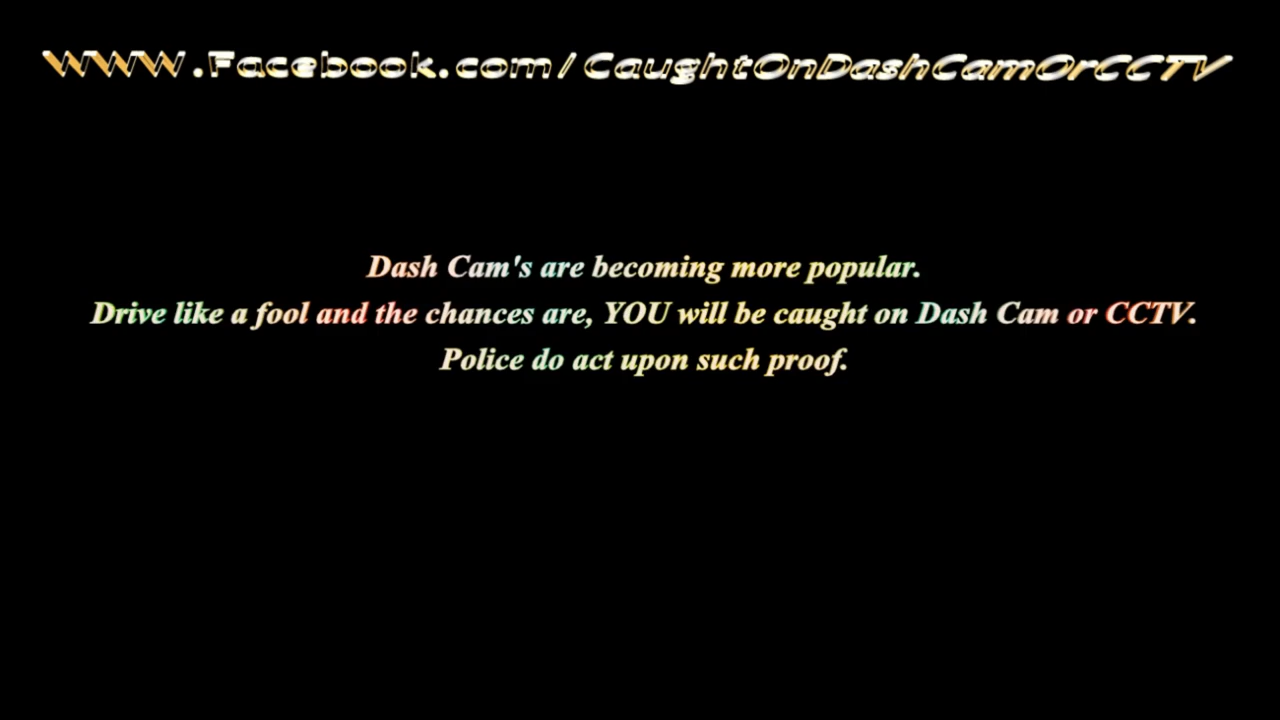 WWW.Facebook.com/CaughtOnDashCamOrCCTV
Dash Cam's are becoming more popular.
Drive like a fool and the chances are, YOU will be caught on Dash Cam or CCTV.
Police do act upon such proof.